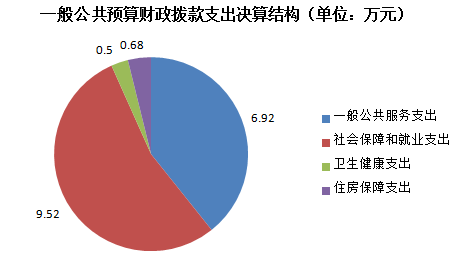 一般公共预算财政拨款支出决算结构（单位：万元）
0.5
0.68
6.92
9.52
一般公共服务支出
社会保障和就业支出
卫生健康支出
住房保障支出